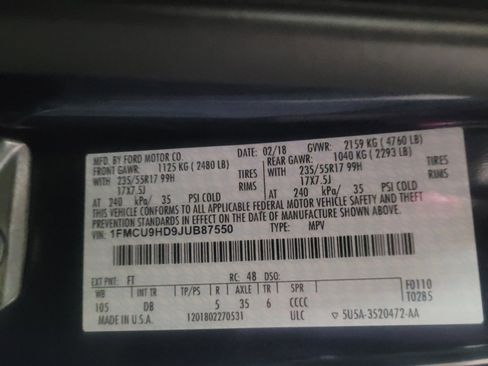 MFD. BY FORD MOTOR CO.
DATE: 02/18 GVWR: 2159 KG ( 4760 LB)
FRONT GAWR: 1125 KG ( 2480 LB) REAR GAWR: 1040 KG ( 2293 LB)
WITH 235/55R17 99H TIRES WITH 235/55R17 99H TIRES
17X7.5J RIMS 17X7.5J RIMS
AT 240 kPa/ 35 PSI COLD AT 240 kPa/ 35 PSI COLD
THIS VEHICLE CONFORMS TO ALL APPLICABLE FEDERAL MOTOR VEHICLE SAFETY AND THEFT
PREVENTION STANDARDS IN EFFECT ON THE DATE OF MANUFACTURE SHOWN ABOVE.
VIN: 1FMCU9HD9JUB87550 TYPE: MPV
EXT PNT: FT RC: 48 DSO: F0110
WB INT TR TP/PS R AXLE TR SPR T0285
105 DB 5 35 6 CCCC
MADE IN U.S.A. 1201802270531 ULC ▽ 5U5A-3520472-AA